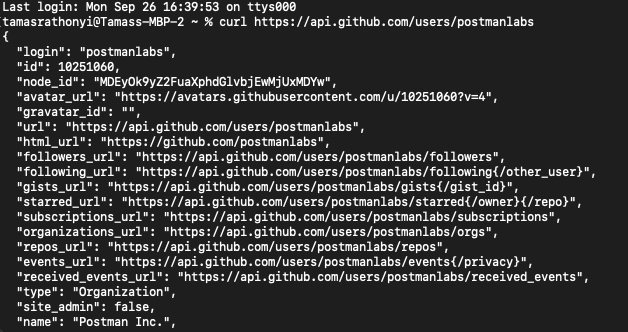 Last login: Mon Sep 26 16:39:53 on ttys000
[tamasrathonyi@Tamass-MBP-2 ~ % curl https://api.github.com/users/postmanlabs
{
"login": "postmanlabs",
"id": 10251060,
"node_id": "MDEyOk9yZ2FuaXphdGlvbjEwMjUxMDYw",
"avatar_url": "https://avatars.githubusercontent.com/u/10251060?v=4",
"gravatar_id": "",
"url": "https://api.github.com/users/postmanlabs",
"html_url": "https://github.com/postmanlabs",
"followers_url": "https://api.github.com/users/postmanlabs/followers",
"following_url": "https://api.github.com/users/postmanlabs/following{/other_user}",
"gists_url": "https://api.github.com/users/postmanlabs/gists{/gist_id}",
"starred_url": "https://api.github.com/users/postmanlabs/starred{/owner}{/repo}",
"subscriptions_url": "https://api.github.com/users/postmanlabs/subscriptions",
"organizations_url": "https://api.github.com/users/postmanlabs/orgs",
"repos_url": "https://api.github.com/users/postmanlabs/repos",
"events_url": "https://api.github.com/users/postmanlabs/events{/privacy}",
"received_events_url": "https://api.github.com/users/postmanlabs/received_events",
"type": "Organization",
"site_admin": false,
"name": "Postman Inc.",